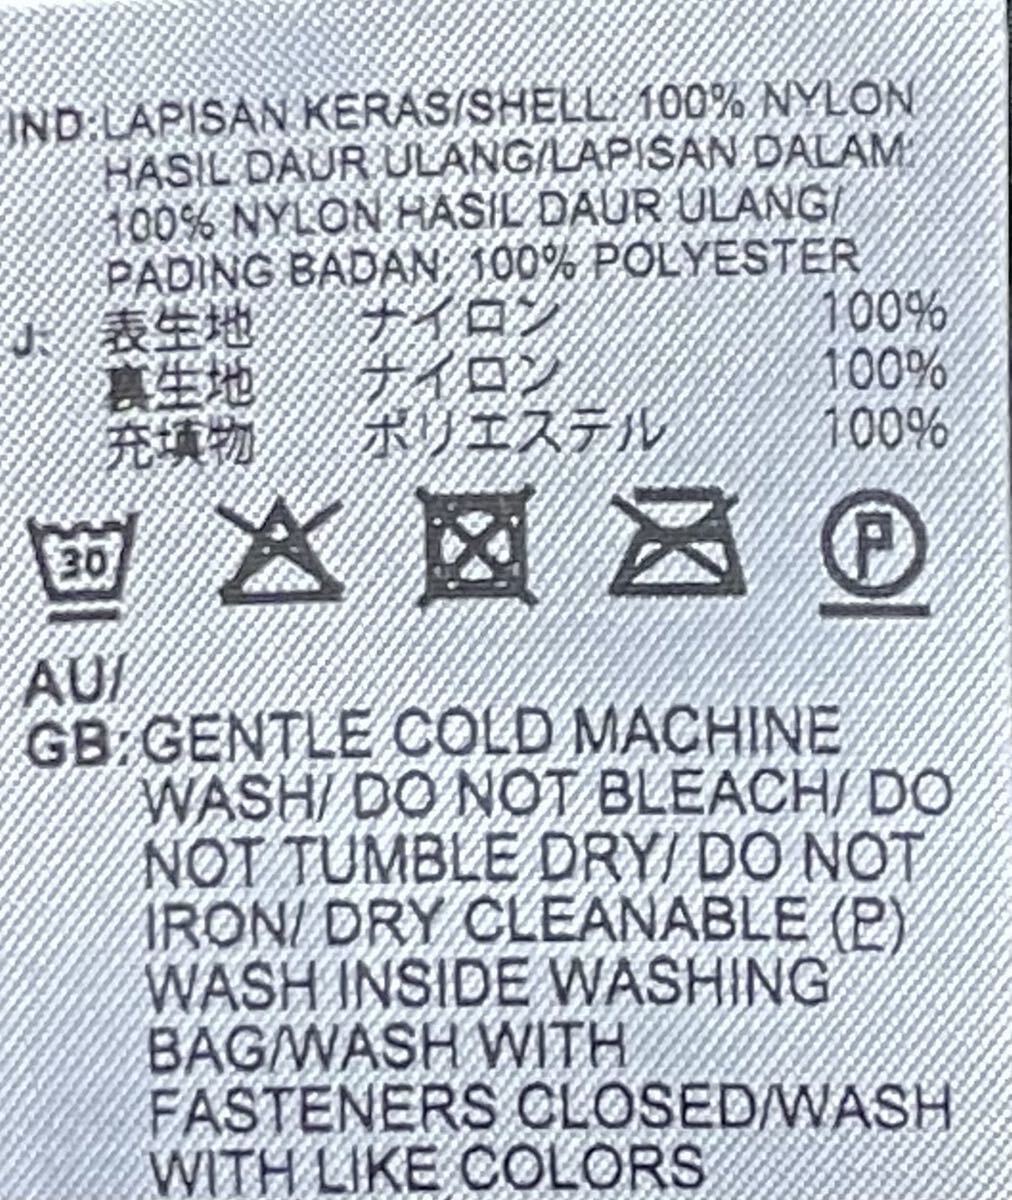 IND:LAPISAN KERAS/SHELL: 100% NYLON
HASIL DAUR ULANG/LAPISAN DALAM:
100% NYLON HASIL DAUR ULANG/
PADING BADAN: 100% POLYESTER
J: 表生地 ナイロン 100%
裏生地 ナイロン 100%
充填物 ポリエステル 100%
30 P
AU/
GB:GENTLE COLD MACHINE
WASH/ DO NOT BLEACH/ DO
NOT TUMBLE DRY/ DO NOT
IRON/ DRY CLEANABLE (P)
WASH INSIDE WASHING
BAG/WASH WITH
FASTENERS CLOSED/WASH
WITH LIKE COLORS